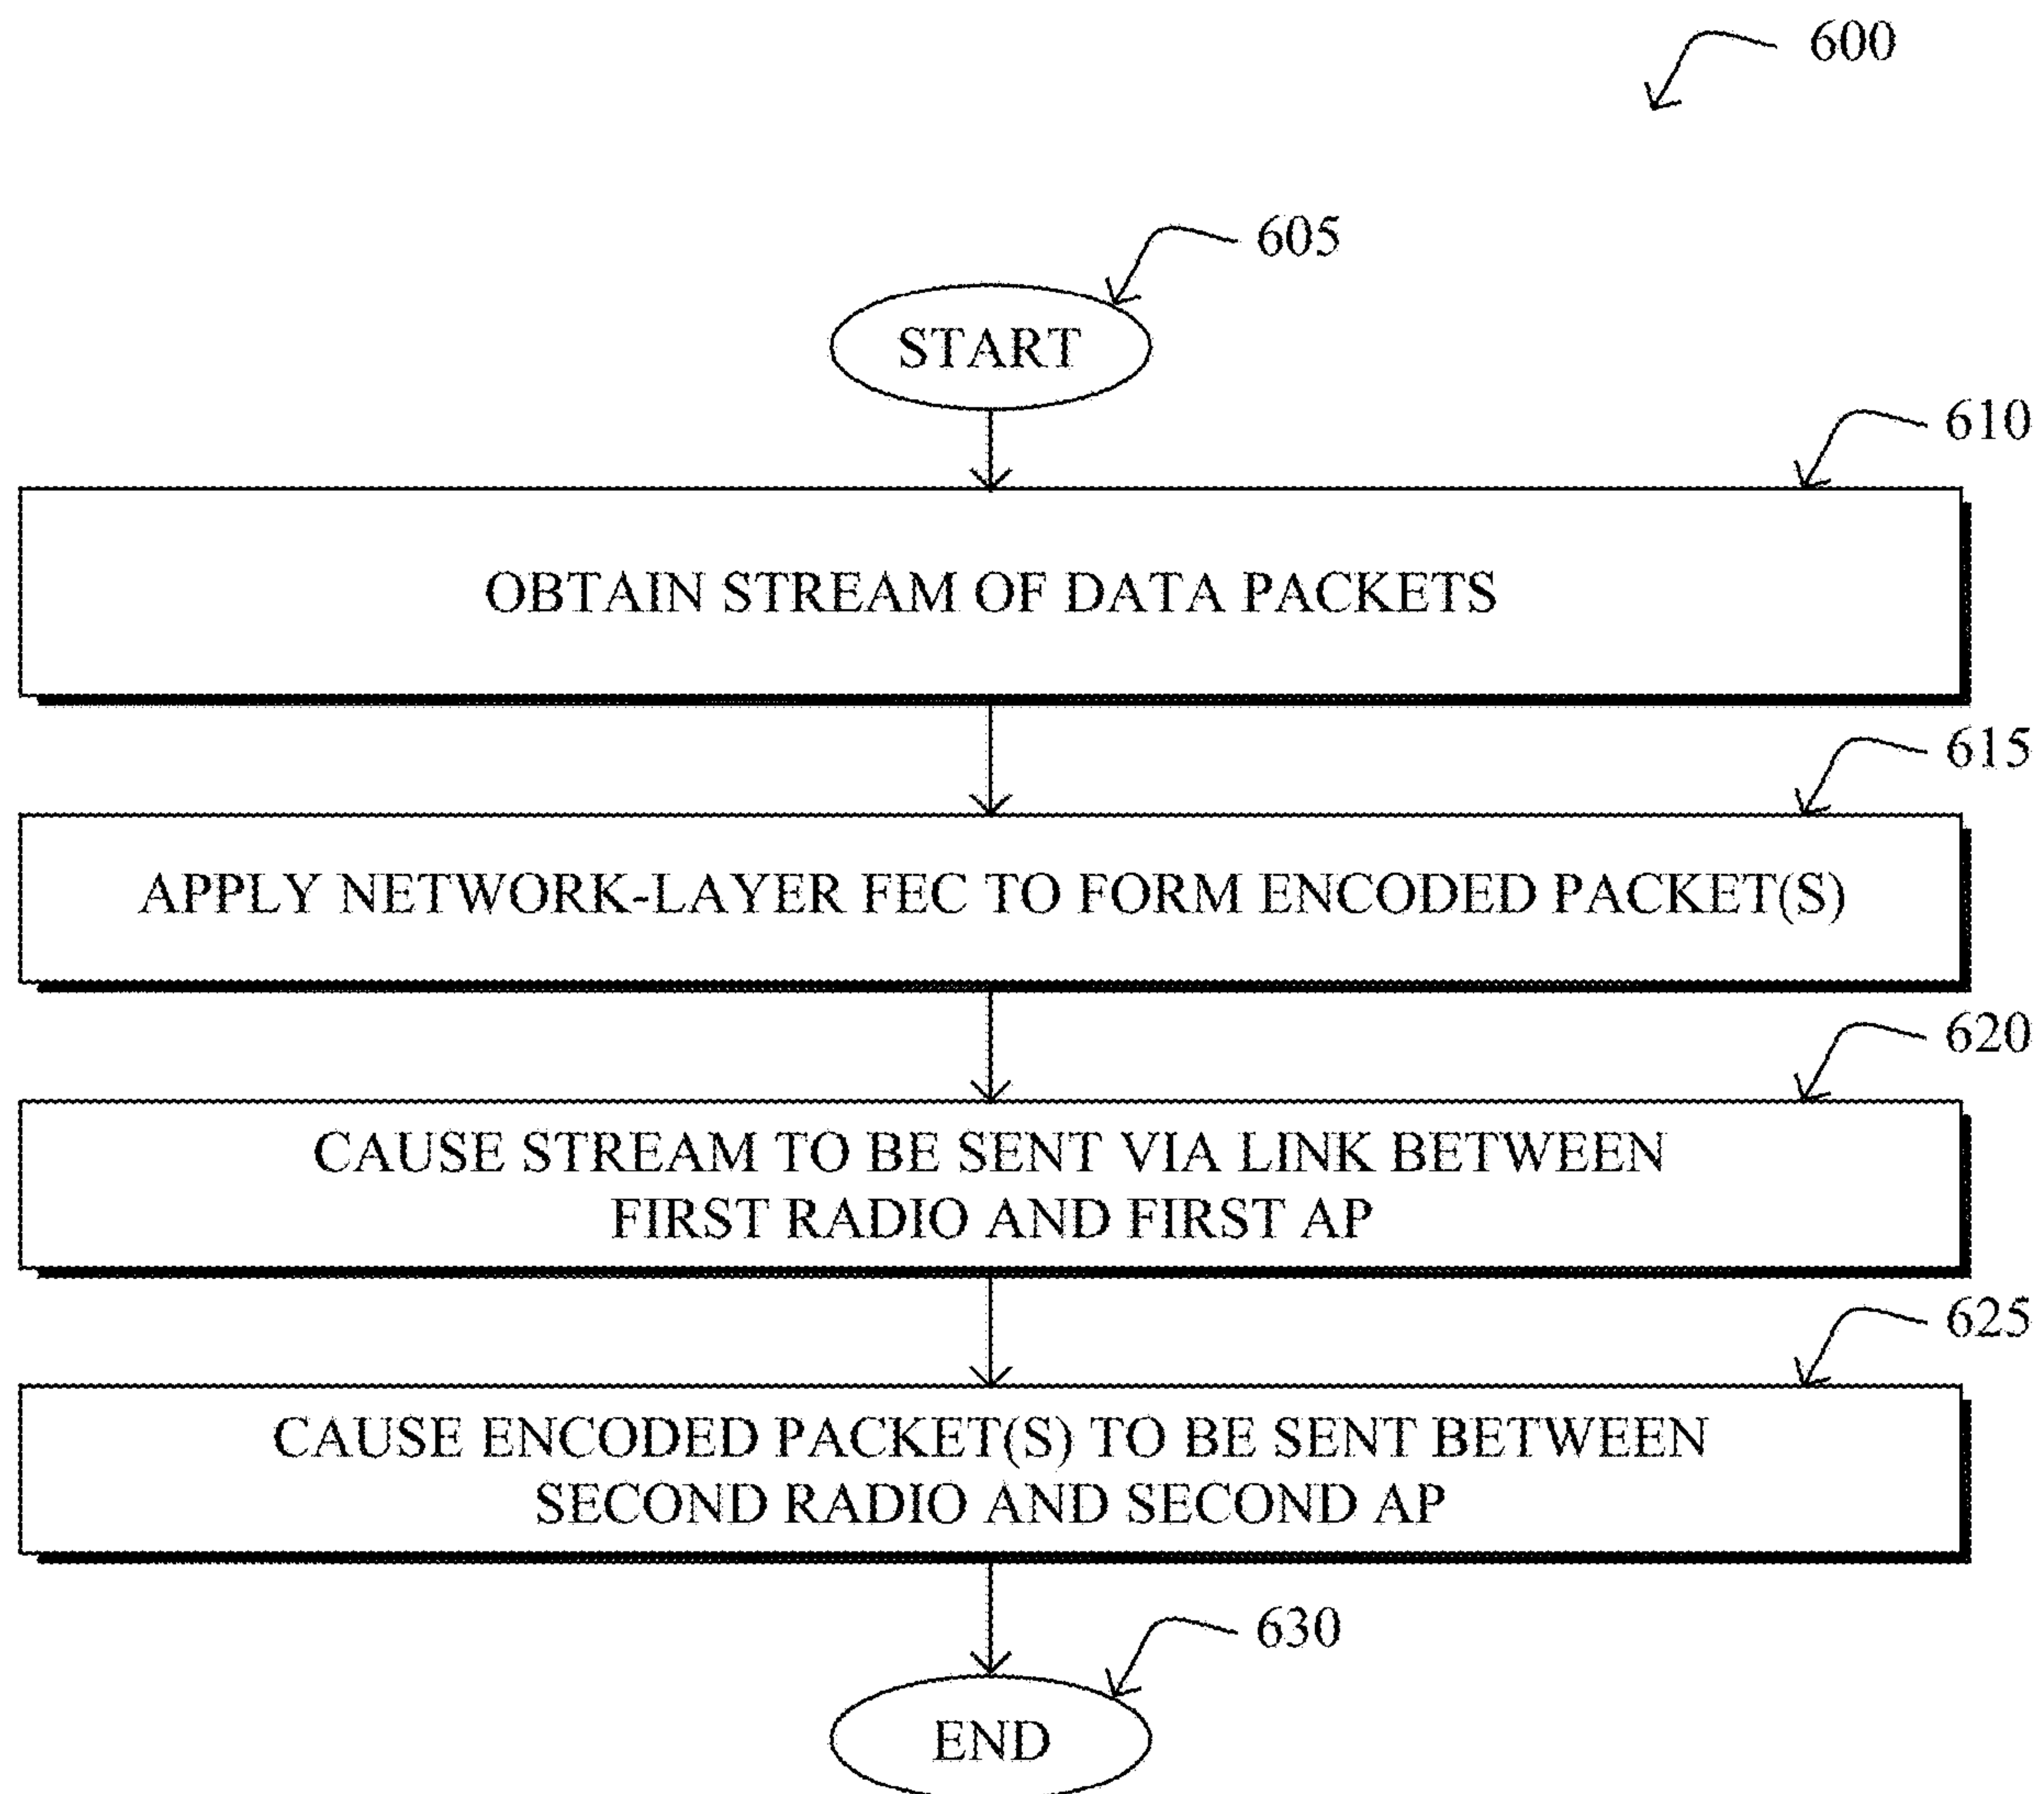 600
605
START
610
OBTAIN STREAM OF DATA PACKETS
615
APPLY NETWORK-LAYER FEC TO FORM ENCODED PACKET(S)
620
CAUSE STREAM TO BE SENT VIA LINK BETWEEN
FIRST RADIO AND FIRST AP
625
CAUSE ENCODED PACKET(S) TO BE SENT BETWEEN
SECOND RADIO AND SECOND AP
630
END